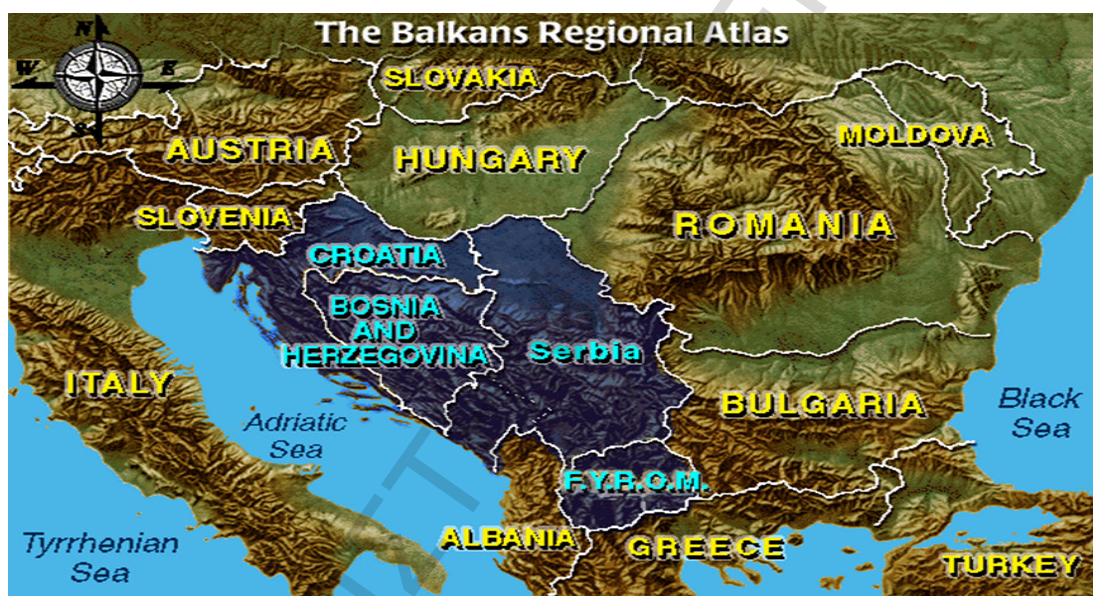 The Balkans Regional Atlas
N
W E
S
SLOVAKIA
MOLDOVA
AUSTRIA
HUNGARY
SLOVENIA
ROMANIA
CROATIA
BOSNIA
AND
HERZEGOVINA
Serbia
ITALY
BULGARIA
Black
Sea
Adriatic
Sea
F.Y.R.O.M.
ALBANIA
GREECE
Tyrrhenian
Sea
TURKEY